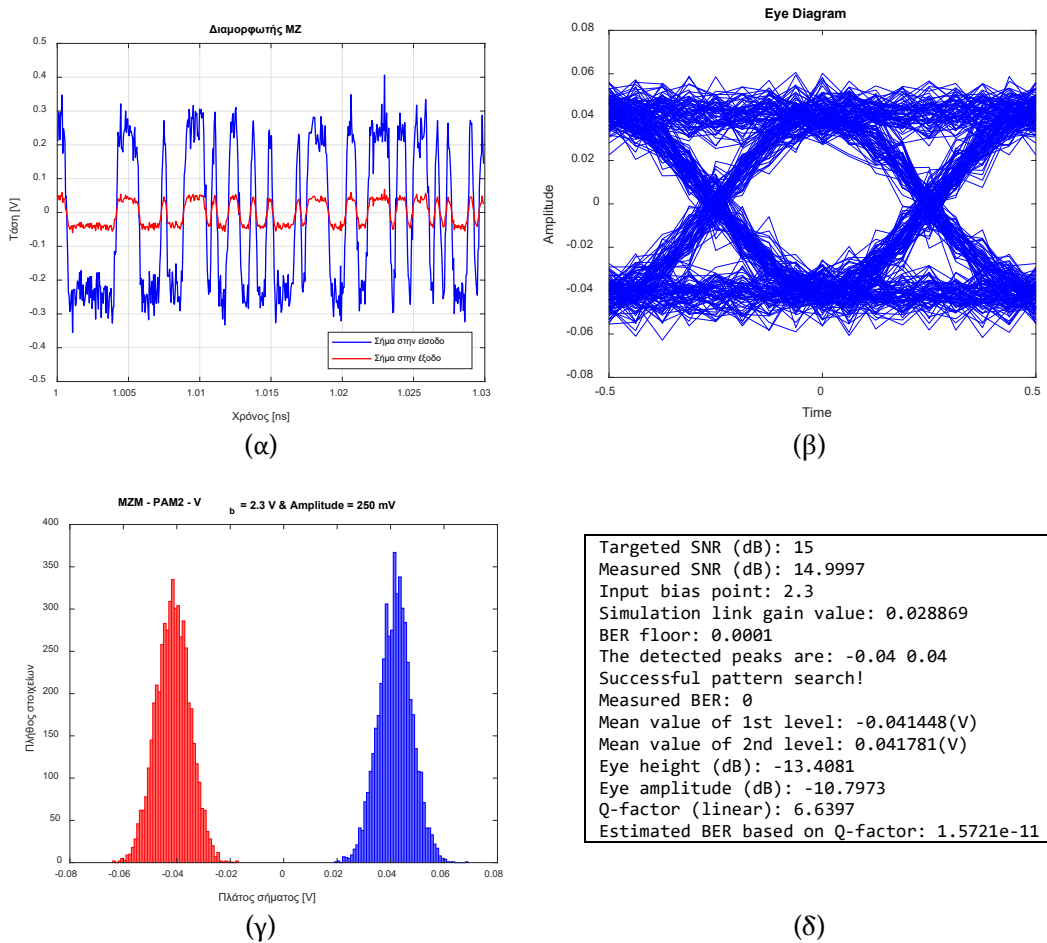 Διαμορφωτής MZ
0.5
0.4
0.3
0.2
0.1
0
-0.1
-0.2
-0.3
-0.4
-0.5
Τάση [V]
Σήμα στην είσοδο
Σήμα στην έξοδο
1 1.005 1.01 1.015 1.02 1.025 1.03
Χρόνος [ns]
(α)
Eye Diagram
0.08
0.06
0.04
0.02
0
-0.02
-0.04
-0.06
-0.08
Amplitude
-0.5 0 0.5
Time
(β)
MZM - PAM2 - V b = 2.3 V & Amplitude = 250 mV
400
350
300
250
200
150
100
50
0
Πλήθος στοιχείων
-0.08 -0.06 -0.04 -0.02 0 0.02 0.04 0.06 0.08
Πλάτος σήματος [V]
(γ)
Targeted SNR (dB): 15
Measured SNR (dB): 14.9997
Input bias point: 2.3
Simulation link gain value: 0.028869
BER floor: 0.0001
The detected peaks are: -0.04 0.04
Successful pattern search!
Measured BER: 0
Mean value of 1st level: -0.041448(V)
Mean value of 2nd level: 0.041781(V)
Eye height (dB): -13.4081
Eye amplitude (dB): -10.7973
Q-factor (linear): 6.6397
Estimated BER based on Q-factor: 1.5721e-11
(δ)